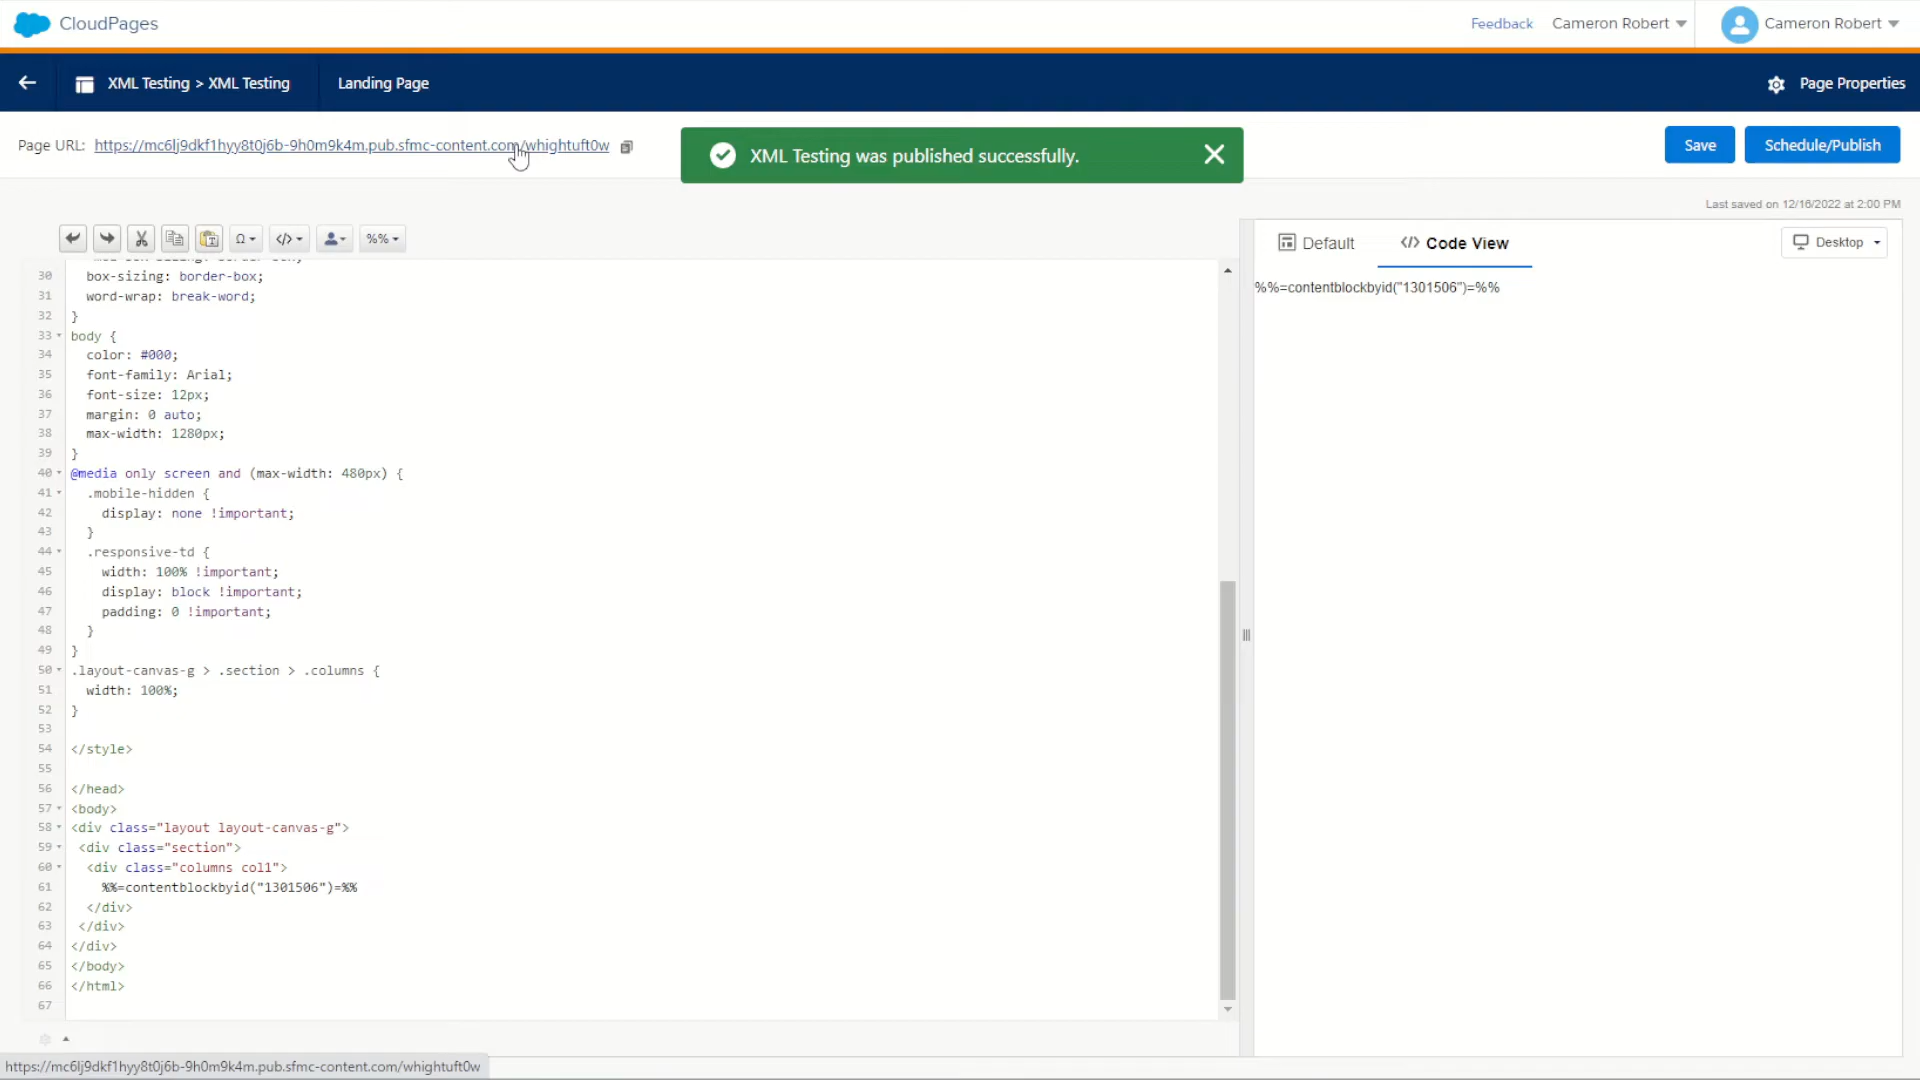 CloudPages
Feedback
Cameron Robert
Cameron Robert
XML Testing > XML Testing
Landing Page
Page Properties
Page URL: https://mc6lj9dkf1hyy8t0j6b-9h0m9k4m.pub.sfmc-content.com/whightuft0w
XML Testing was published successfully.
Save
Schedule/Publish
Last saved on 12/16/2022 at 2:00 PM
Ω
</>
%%
Default
</> Code View
Desktop
30 box-sizing: border-box;
31 word-wrap: break-word;
32 }
33 body {
34 color: #000;
35 font-family: Arial;
36 font-size: 12px;
37 margin: 0 auto;
38 max-width: 1280px;
39 }
40 @media only screen and (max-width: 480px) {
41 .mobile-hidden {
42 display: none !important;
43 }
44 .responsive-td {
45 width: 100% !important;
46 display: block !important;
47 padding: 0 !important;
48 }
49 }
50 .layout-canvas-g > .section > .columns {
51 width: 100%;
52 }
53
54 </style>
55
56 </head>
57 <body>
58 <div class="layout layout-canvas-g">
59 <div class="section">
60 <div class="columns col1">
61 %%=contentblockbyid("1301506")=%%
62 </div>
63 </div>
64 </div>
65 </body>
66 </html>
67
%%=contentblockbyid("1301506")=%%
https://mc6lj9dkf1hyy8t0j6b-9h0m9k4m.pub.sfmc-content.com/whightuft0w